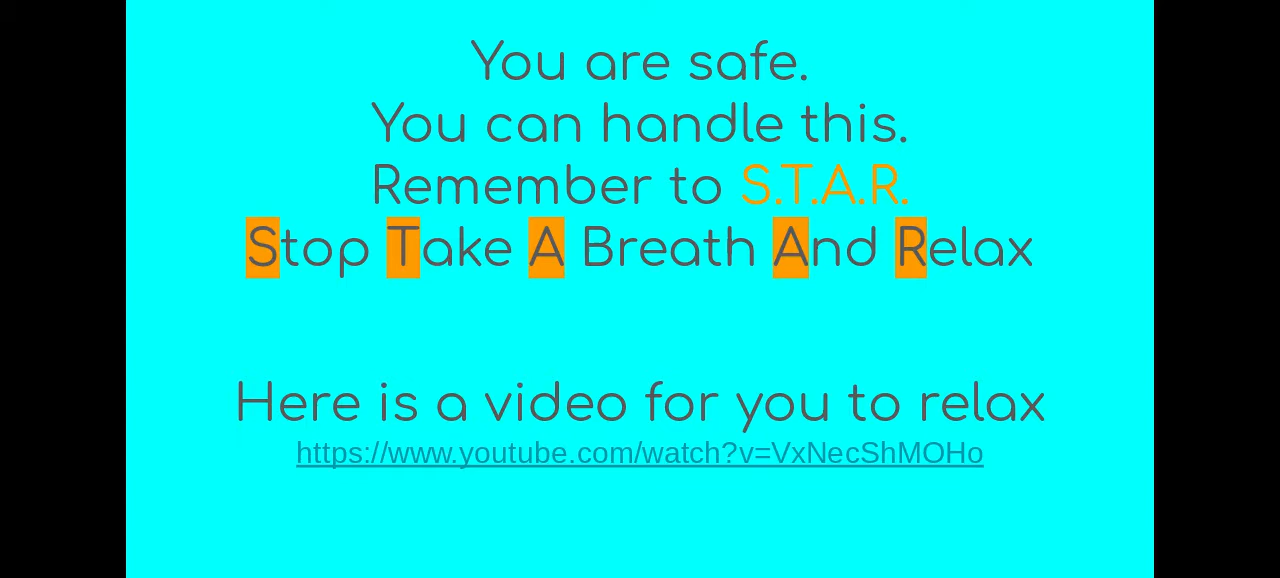 You are safe.
You can handle this.
Remember to S.T.A.R.
Stop Take A Breath And Relax
Here is a video for you to relax
https://www.youtube.com/watch?v=VxNecShMOHo